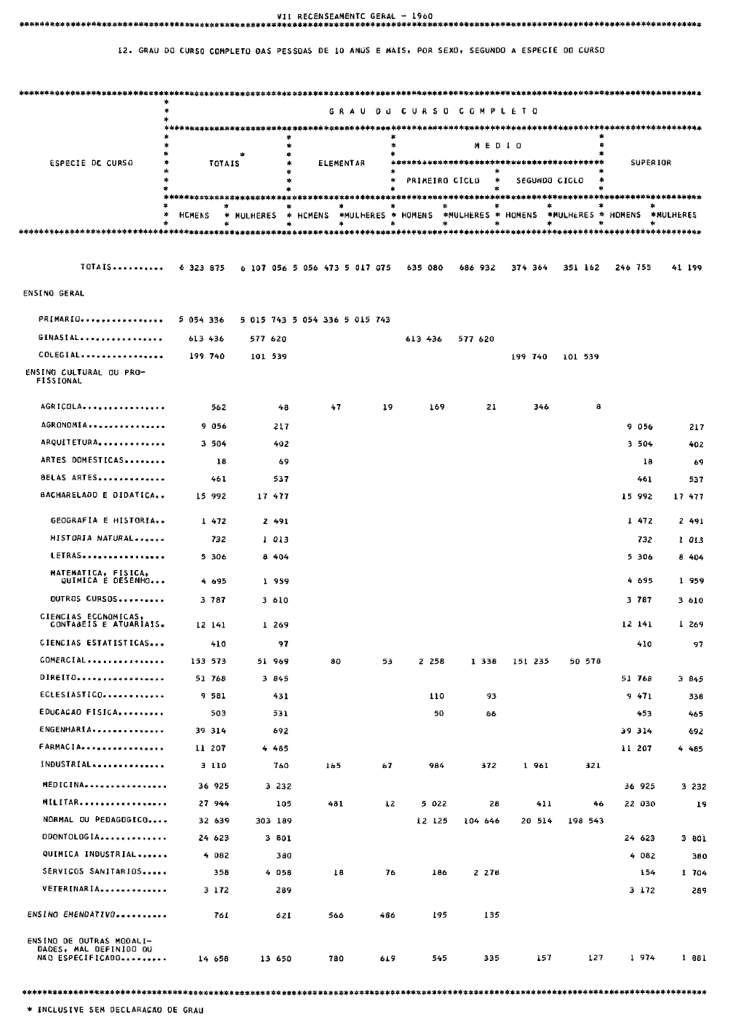 VII RECENSEAMENTC GERAL - 1960
12. GRAU DO CURSO COMPLETO DAS PESSOAS DE 10 ANOS E MAIS, POR SEXO, SEGUNDO A ESPECIE DO CURSO
GRAU DO CURSO COMPLETO
MEDIO
ESPECIE DE CURSO TOTAIS * ELEMENTAR SUPERIOR
PRIMEIRO CICLO * SEGUNDO CICLO
HCMENS * MULHERES * HCMENS *MULHERES * HOMENS *MULHERES * HOMENS *MULHERES * HOMENS *MULHERES
TOTAIS.......... 6 323 875 6 107 056 5 056 473 5 017 075 635 080 686 932 374 364 351 162 246 755 41 199
ENSINO GERAL
PRIMARIO................ 5 054 336 5 015 743 5 054 336 5 015 743
GINASIAL................ 613 436 577 620 613 436 577 620
COLEGIAL................ 199 740 101 539 199 740 101 539
ENSINO CULTURAL OU PRO-
FISSIONAL
AGRICOLA................ 562 48 47 19 169 21 346 8
AGRONOMIA............... 9 056 217 9 056 217
ARQUITETURA............. 3 504 402 3 504 402
ARTES DOMESTICAS........ 18 69 18 69
BELAS ARTES............. 461 537 461 537
BACHARELADO E DIDATICA.. 15 992 17 477 15 992 17 477
GEOGRAFIA E HISTORIA.. 1 472 2 491 1 472 2 491
HISTORIA NATURAL...... 732 1 013 732 1 013
LETRAS................ 5 306 8 404 5 306 8 404
MATEMATICA, FISICA,
QUIMICA E DESENHO... 4 695 1 959 4 695 1 959
OUTROS CURSOS......... 3 787 3 610 3 787 3 610
CIENCIAS ECCNOMICAS,
CONTABEIS E ATUARIAIS. 12 141 1 269 12 141 1 269
CIENCIAS ESTATISTICAS... 410 97 410 97
COMERCIAL............... 153 573 51 969 80 53 2 258 1 338 151 235 50 578
DIREITO................. 51 768 3 845 51 768 3 845
ECLESIASTICO............ 9 581 431 110 93 9 471 338
EDUCACAO FISICA......... 503 531 50 66 453 465
ENGENHARIA.............. 39 314 692 39 314 692
FARMACIA................ 11 207 4 485 11 207 4 485
INDUSTRIAL.............. 3 110 760 165 67 984 372 1 961 321
MEDICINA................ 36 925 3 232 36 925 3 232
MILITAR................. 27 944 105 481 12 5 022 28 411 46 22 030 19
NORMAL OU PEDAGOGICO.... 32 639 303 189 12 125 104 646 20 514 198 543
ODONTOLOGIA............. 24 623 3 801 24 623 3 801
QUIMICA INDUSTRIAL...... 4 082 380 4 082 380
SERVICOS SANITARIOS..... 358 4 058 18 76 186 2 278 154 1 704
VETERINARIA............. 3 172 289 3 172 289
ENSINO EMENDATIVO.......... 761 621 566 486 195 135
ENSINO DE OUTRAS MODALI-
DADES, MAL DEFINIDO OU
NAO ESPECIFICADO......... 14 658 13 650 780 619 545 335 157 127 1 974 1 881
* INCLUSIVE SEM DECLARACAO DE GRAU